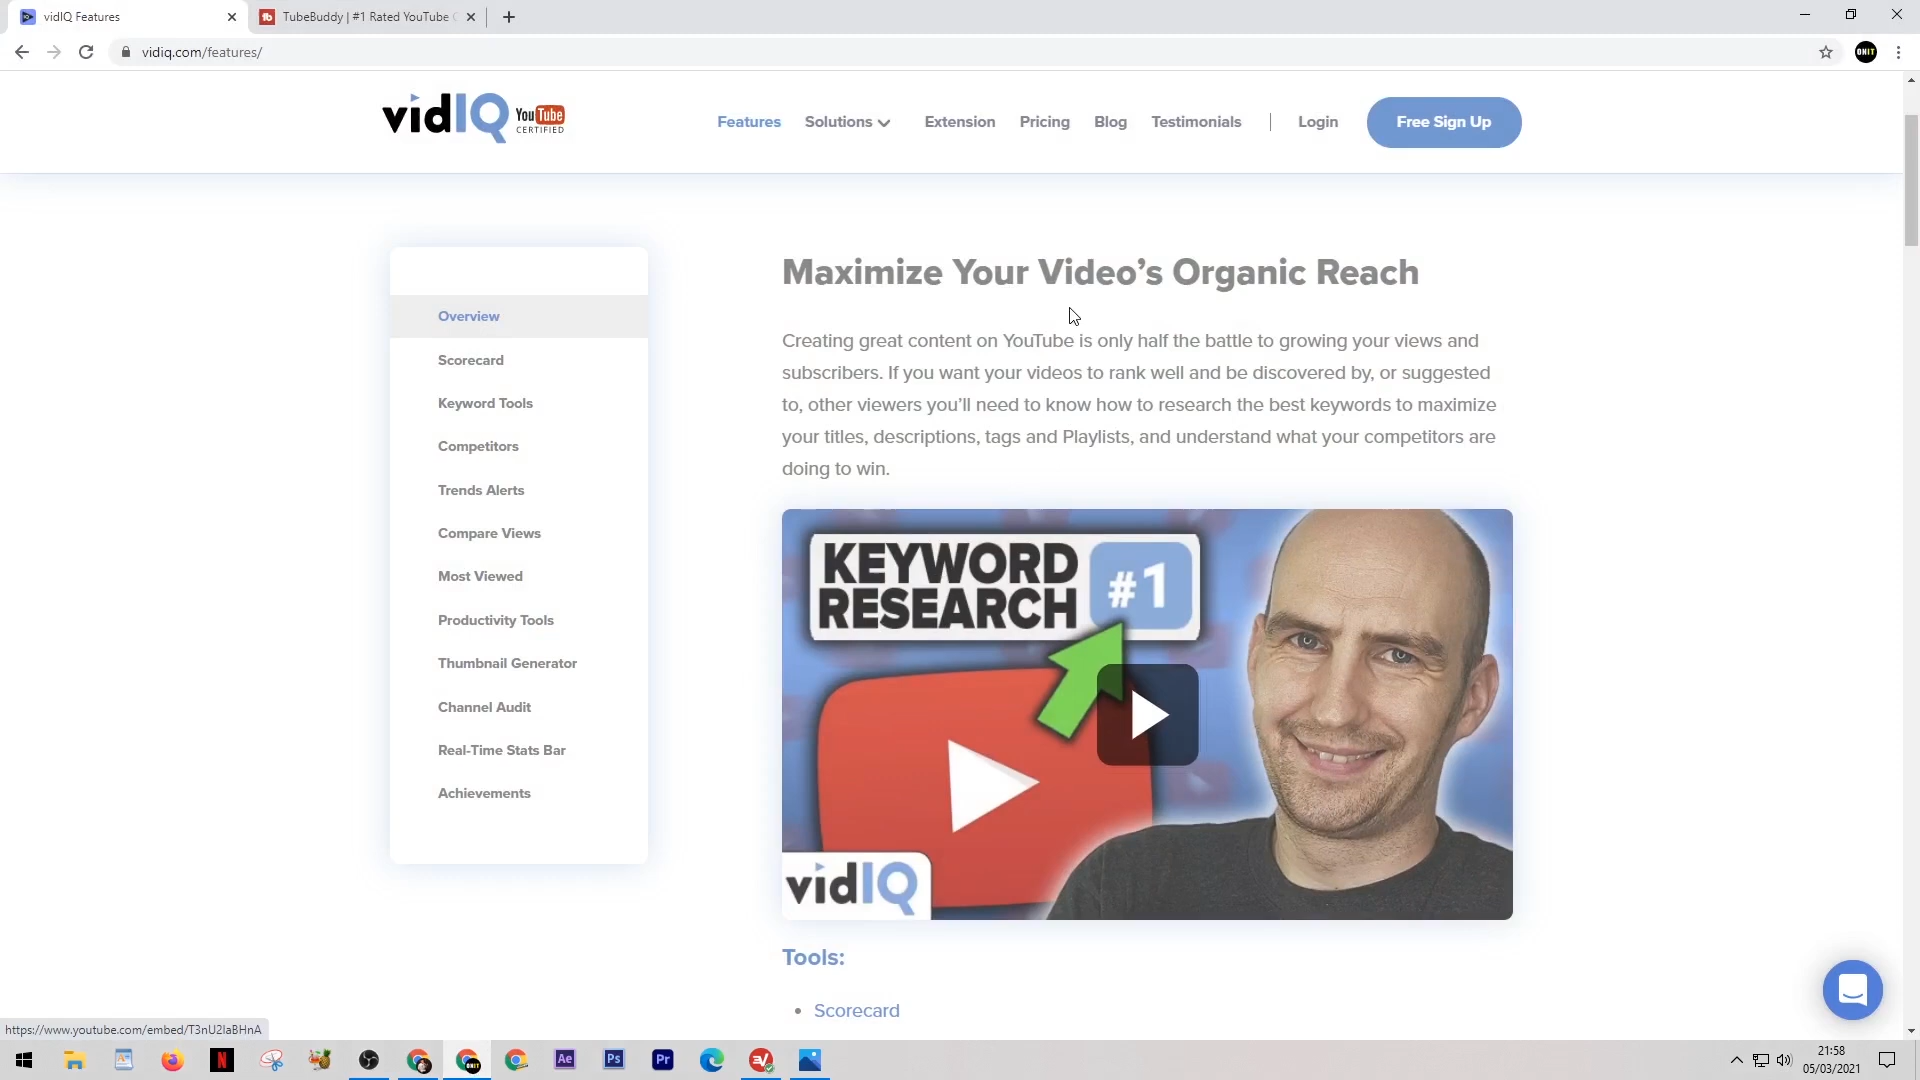 vidIQ Features
TubeBuddy | #1 Rated YouTube C
vidiq.com/features/
vidIQ YouTube CERTIFIED
Features
Solutions
Extension
Pricing
Blog
Testimonials
Login
Free Sign Up
Overview
Scorecard
Keyword Tools
Competitors
Trends Alerts
Compare Views
Most Viewed
Productivity Tools
Thumbnail Generator
Channel Audit
Real-Time Stats Bar
Achievements
Maximize Your Video’s Organic Reach
Creating great content on YouTube is only half the battle to growing your views and
subscribers. If you want your videos to rank well and be discovered by, or suggested
to, other viewers you’ll need to know how to research the best keywords to maximize
your titles, descriptions, tags and Playlists, and understand what your competitors are
doing to win.
KEYWORD
RESEARCH
#1
vidIQ
Tools:
• Scorecard
https://www.youtube.com/embed/T3nU2IaBHnA
ONIT
N
Ae
Ps
Pr
21:58
05/03/2021